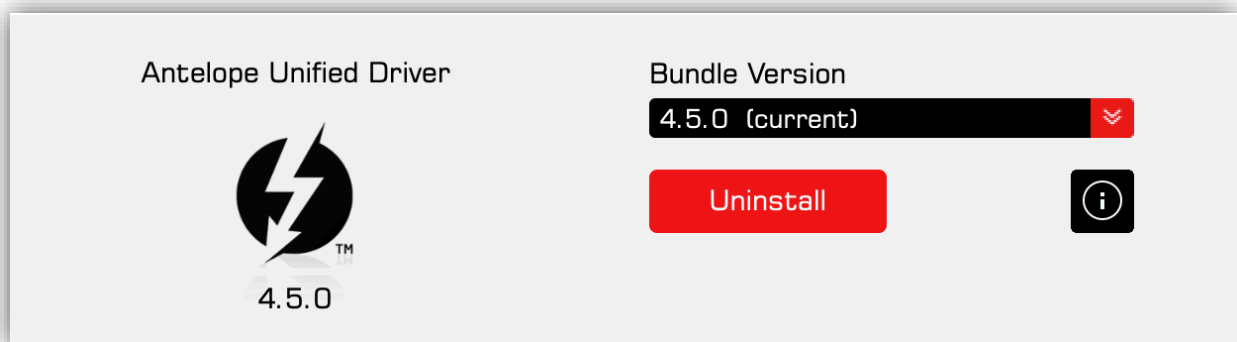 Antelope Unified Driver
TM
4.5.0
Bundle Version
4.5.0 (current)
Uninstall
i